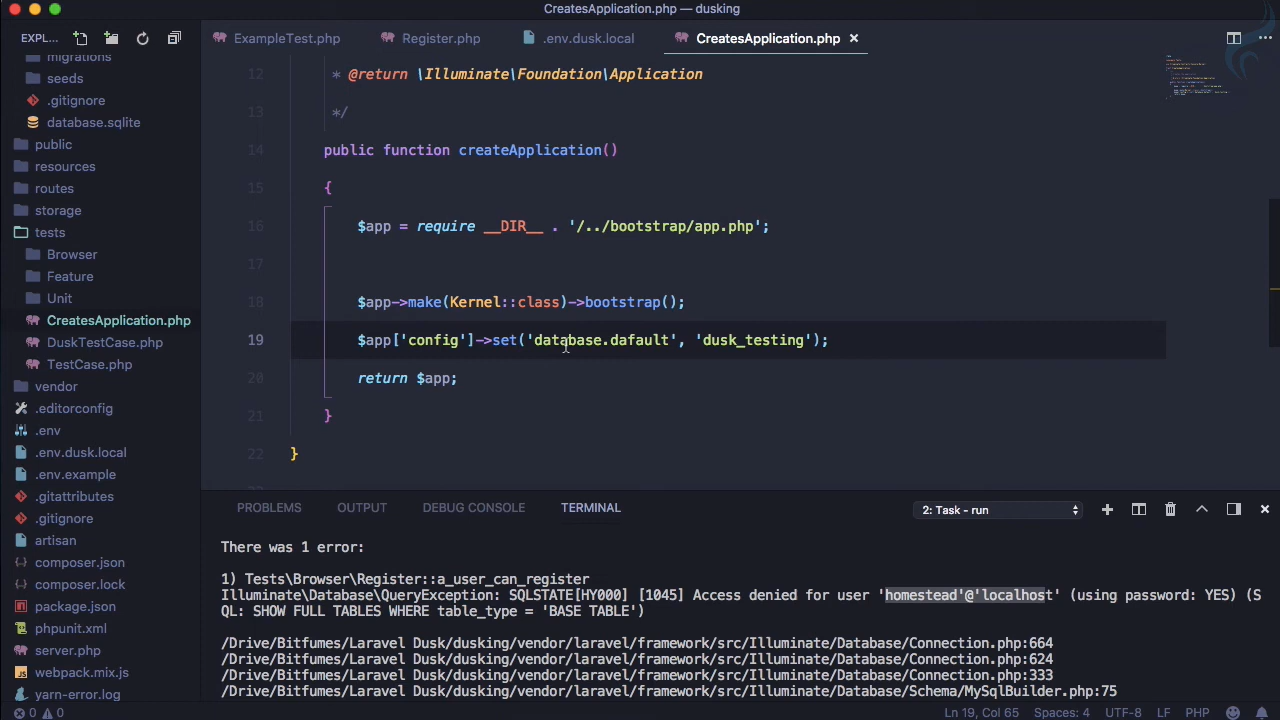 CreatesApplication.php — dusking
EXPL...
ExampleTest.php
Register.php
.env.dusk.local
CreatesApplication.php
migrations
seeds
.gitignore
database.sqlite
public
resources
routes
storage
tests
Browser
Feature
Unit
CreatesApplication.php
DuskTestCase.php
TestCase.php
vendor
.editorconfig
.env
.env.dusk.local
.env.example
.gitattributes
.gitignore
artisan
composer.json
composer.lock
package.json
phpunit.xml
server.php
webpack.mix.js
yarn-error.log
12 * @return \Illuminate\Foundation\Application
13 */
14 public function createApplication()
15 {
16 $app = require __DIR__ . '/../bootstrap/app.php';
17
18 $app->make(Kernel::class)->bootstrap();
19 $app['config']->set('database.dafault', 'dusk_testing');
20 return $app;
21 }
22 }
PROBLEMS OUTPUT DEBUG CONSOLE TERMINAL 2: Task - run
There was 1 error:
1) Tests\Browser\Register::a_user_can_register
Illuminate\Database\QueryException: SQLSTATE[HY000] [1045] Access denied for user 'homestead'@'localhost' (using password: YES) (S
QL: SHOW FULL TABLES WHERE table_type = 'BASE TABLE')
/Drive/Bitfumes/Laravel Dusk/dusking/vendor/laravel/framework/src/Illuminate/Database/Connection.php:664
/Drive/Bitfumes/Laravel Dusk/dusking/vendor/laravel/framework/src/Illuminate/Database/Connection.php:624
/Drive/Bitfumes/Laravel Dusk/dusking/vendor/laravel/framework/src/Illuminate/Database/Connection.php:333
/Drive/Bitfumes/Laravel Dusk/dusking/vendor/laravel/framework/src/Illuminate/Database/Schema/MySqlBuilder.php:75
0 0 Ln 19, Col 65 Spaces: 4 UTF-8 LF PHP